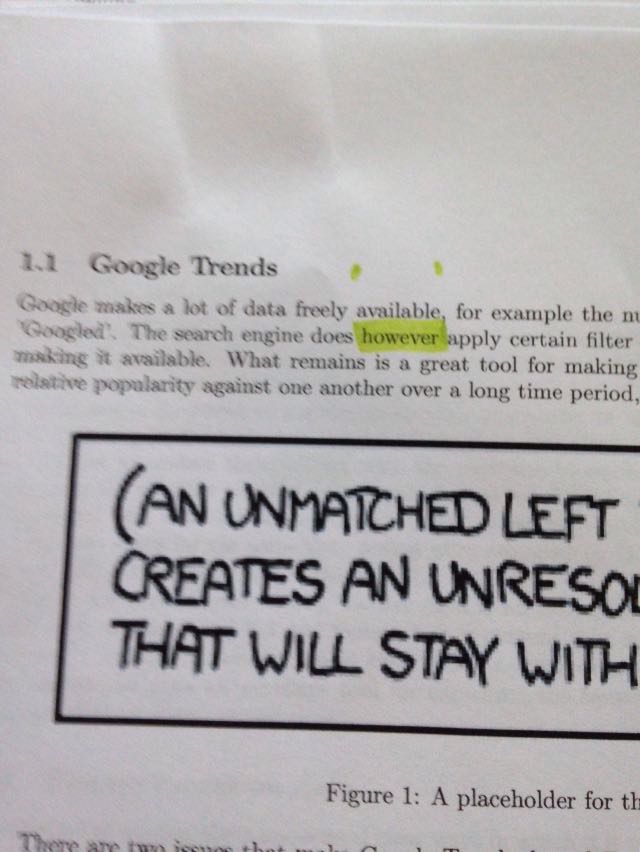 1.1 Google Trends
Google makes a lot of data freely available, for example the nu
'Googled'. The search engine does however apply certain filter
making it available. What remains is a great tool for making
relative popularity against one another over a long time period,
(AN UNMATCHED LEFT
CREATES AN UNRESOL
THAT WILL STAY WITH
Figure 1: A placeholder for th
There are two issues that make Google